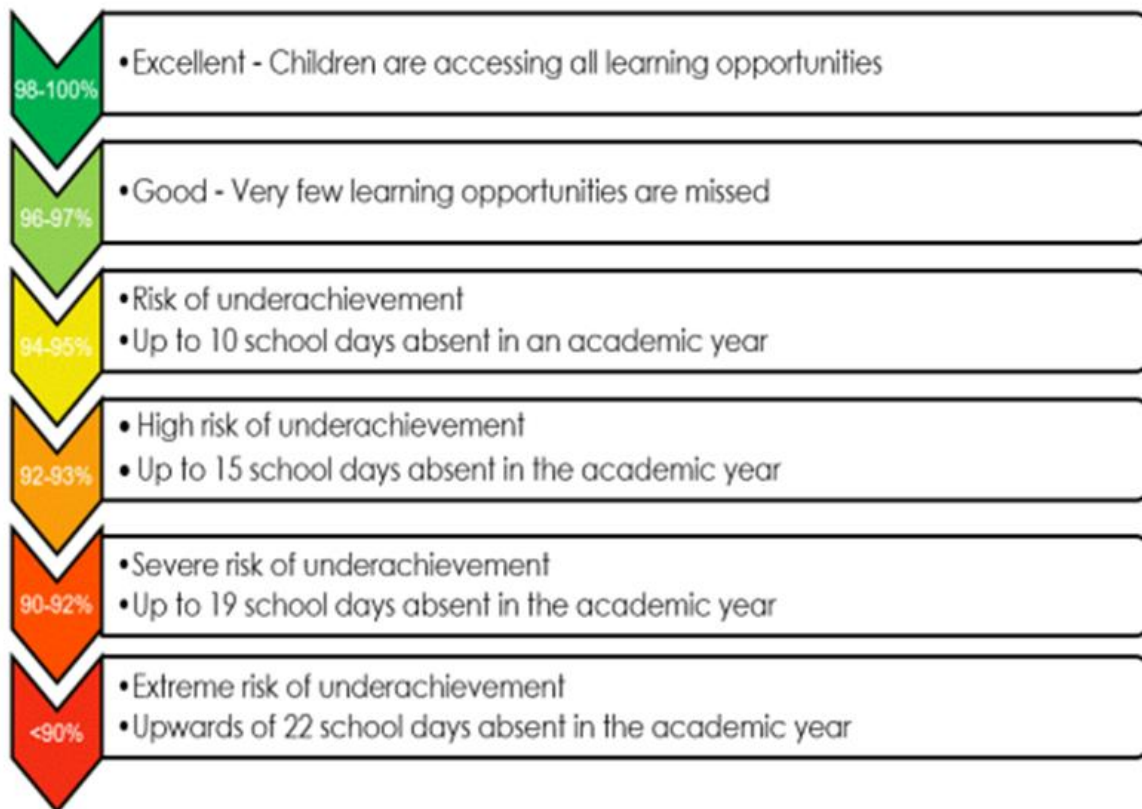 98-100%
•Excellent - Children are accessing all learning opportunities
96-97%
•Good - Very few learning opportunities are missed
94-95%
•Risk of underachievement
•Up to 10 school days absent in an academic year
92-93%
• High risk of underachievement
• Up to 15 school days absent in the academic year
90-92%
•Severe risk of underachievement
•Up to 19 school days absent in the academic year
<90%
•Extreme risk of underachievement
•Upwards of 22 school days absent in the academic year